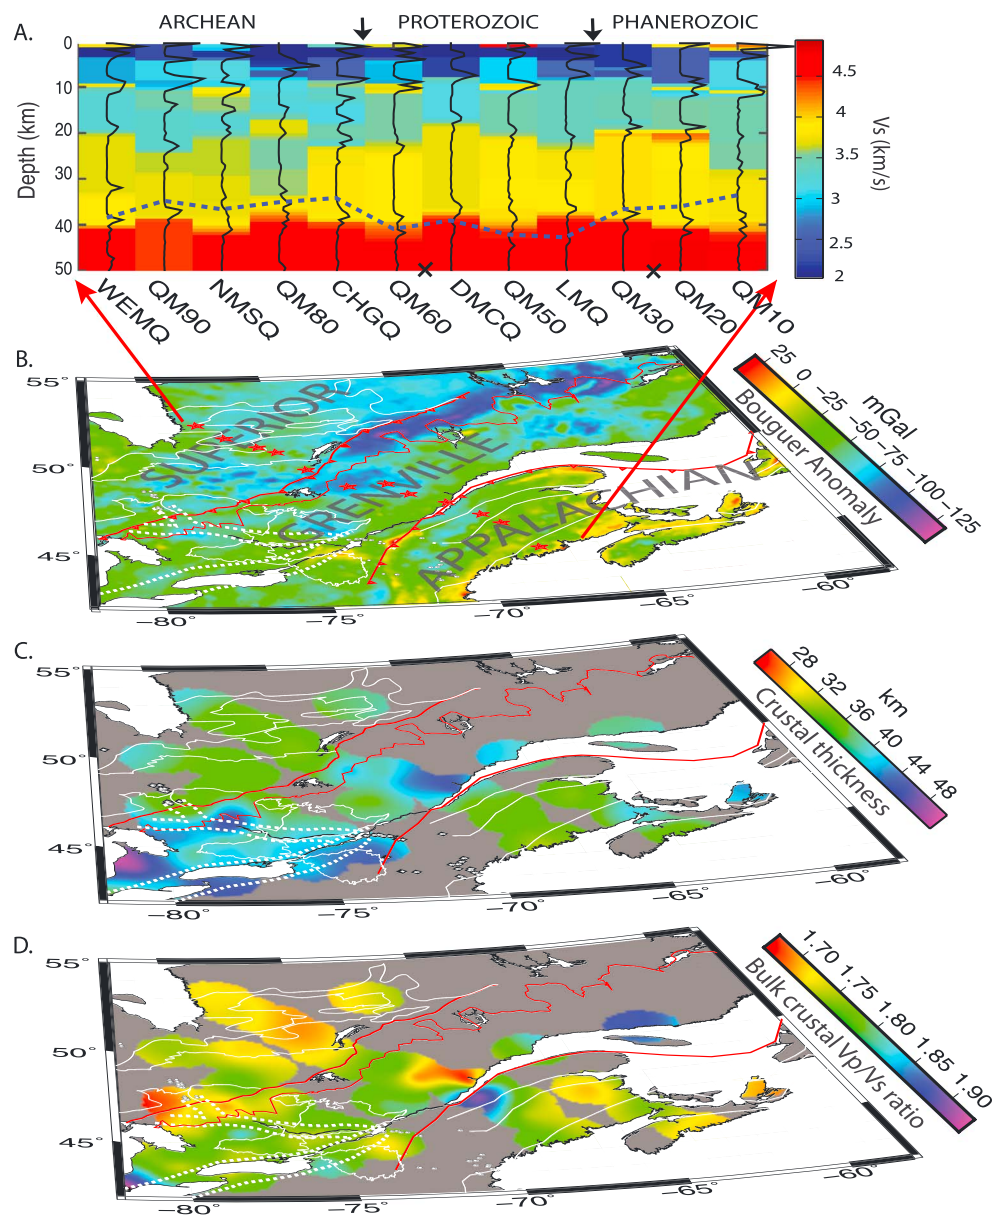 ARCHEAN PROTEROZOIC PHANEROZOIC
A.
Depth (km)
0
10
20
30
40
50
4.5
4
3.5
3
2.5
2
Vs (km/s)
WEMQ QM90 NMSQ QM80 CHGQ QM60 DMCQ QM50 LMQ QM30 QM20 QM10
B.
55°
50°
45°
−80° −75° −70° −65° −60°
SUPERIOR
GRENVILLE
APPALACHIAN
25 0 −25 −50 −75 −100 −125
mGal
Bouguer Anomaly
C.
55°
50°
45°
−80° −75° −70° −65° −60°
28 32 36 40 44 48
km
Crustal thickness
D.
55°
50°
45°
−80° −75° −70° −65° −60°
1.70 1.75 1.80 1.85 1.90
Bulk crustal Vp/Vs ratio